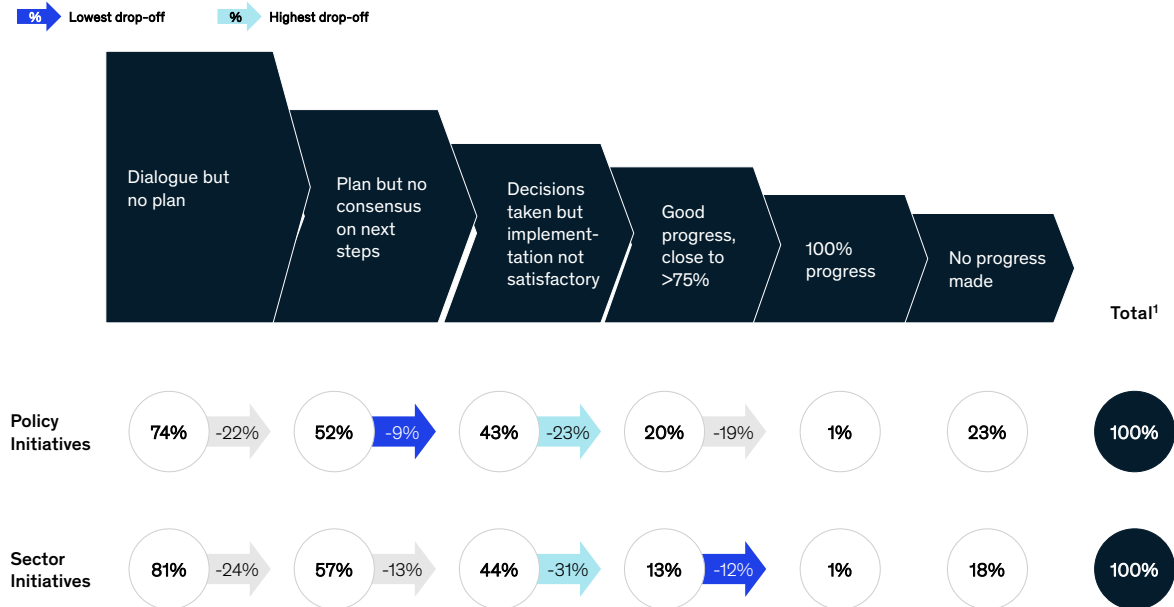 % Lowest drop-off
% Highest drop-off
Dialogue but
no plan
Plan but no
consensus
on next
steps
Decisions
taken but
implemen-
tation not
satisfactory
Good
progress,
close to
>75%
100%
progress
No progress
made
Total¹
Policy
Initiatives
74% -22% 52% -9% 43% -23% 20% -19% 1% 23% 100%
Sector
Initiatives
81% -24% 57% -13% 44% -31% 13% -12% 1% 18% 100%